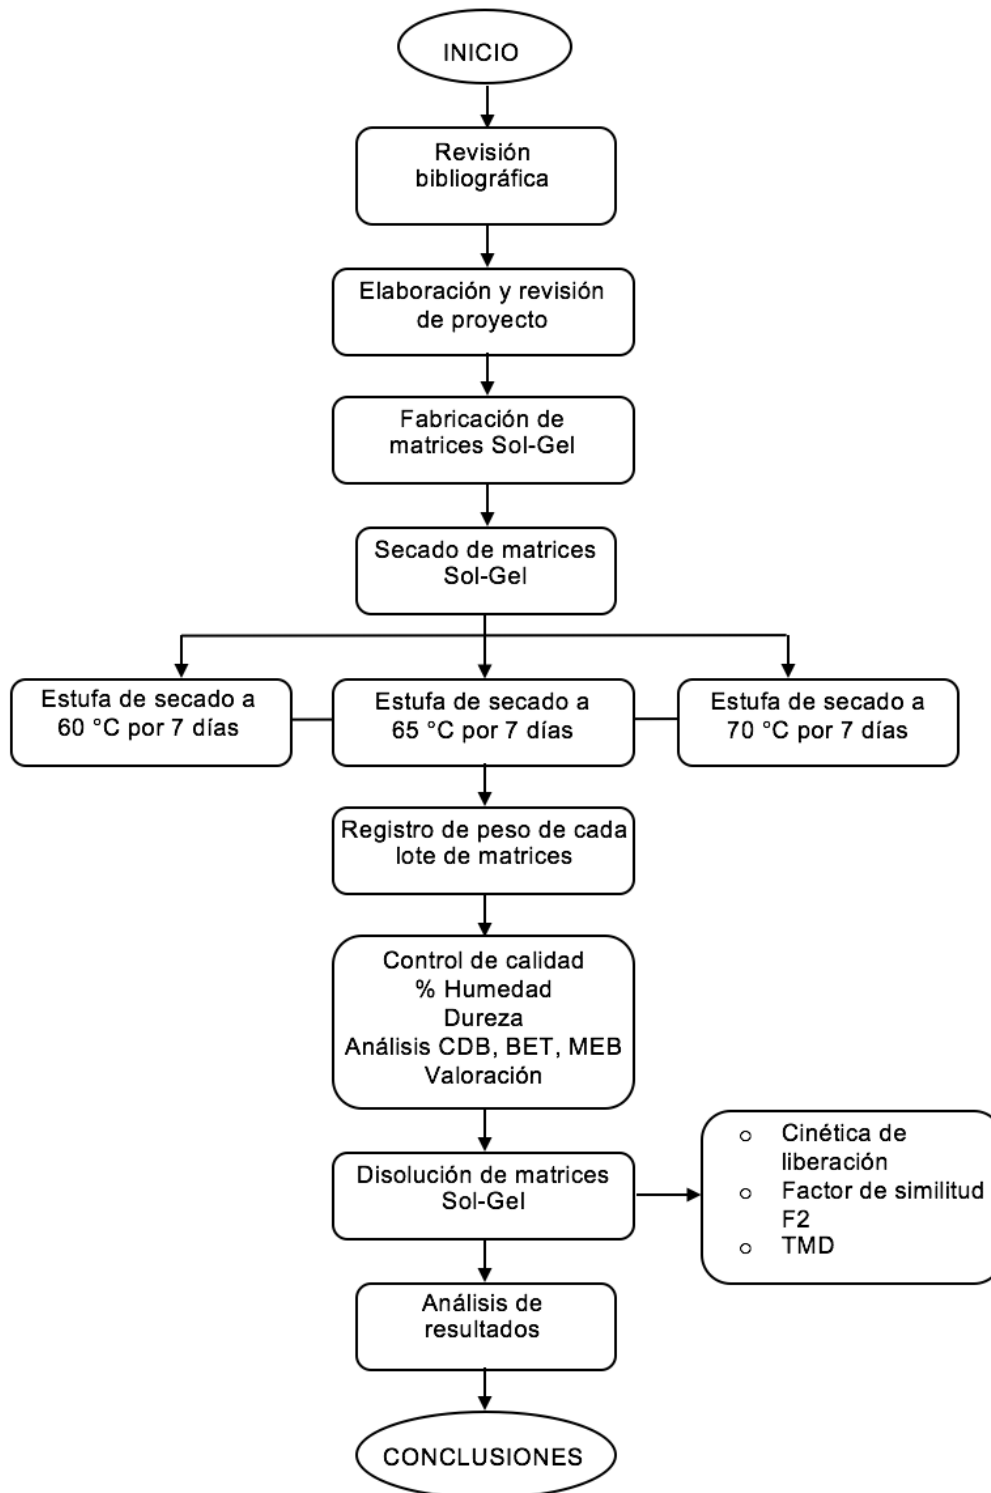 INICIO
Revisión
bibliográfica
Elaboración y revisión
de proyecto
Fabricación de
matrices Sol-Gel
Secado de matrices
Sol-Gel
Estufa de secado a
60 °C por 7 días
Estufa de secado a
65 °C por 7 días
Estufa de secado a
70 °C por 7 días
Registro de peso de cada
lote de matrices
Control de calidad
% Humedad
Dureza
Análisis CDB, BET, MEB
Valoración
Disolución de matrices
Sol-Gel
o Cinética de
liberación
o Factor de similitud
F2
o TMD
Análisis de
resultados
CONCLUSIONES